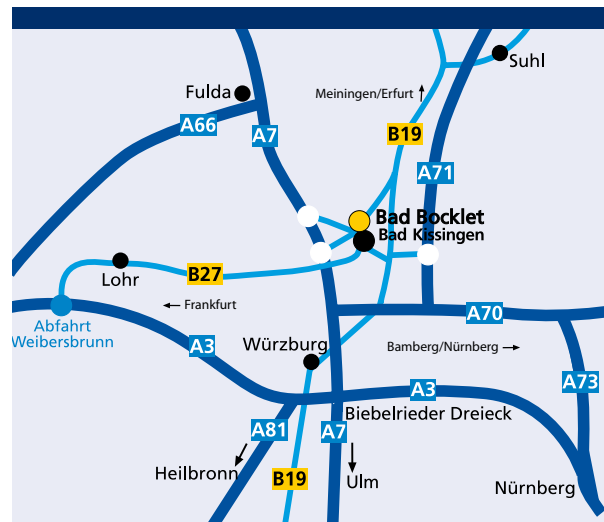 Suhl
Fulda
Meiningen/Erfurt
A66
A7
B19
A71
Bad Bocklet
Bad Kissingen
Lohr
B27
Frankfurt
A70
Abfahrt
Weibersbrunn
A3
Würzburg
Bamberg/Nürnberg
A73
A3
Biebelrieder Dreieck
A81
A7
Heilbronn
B19
Ulm
Nürnberg